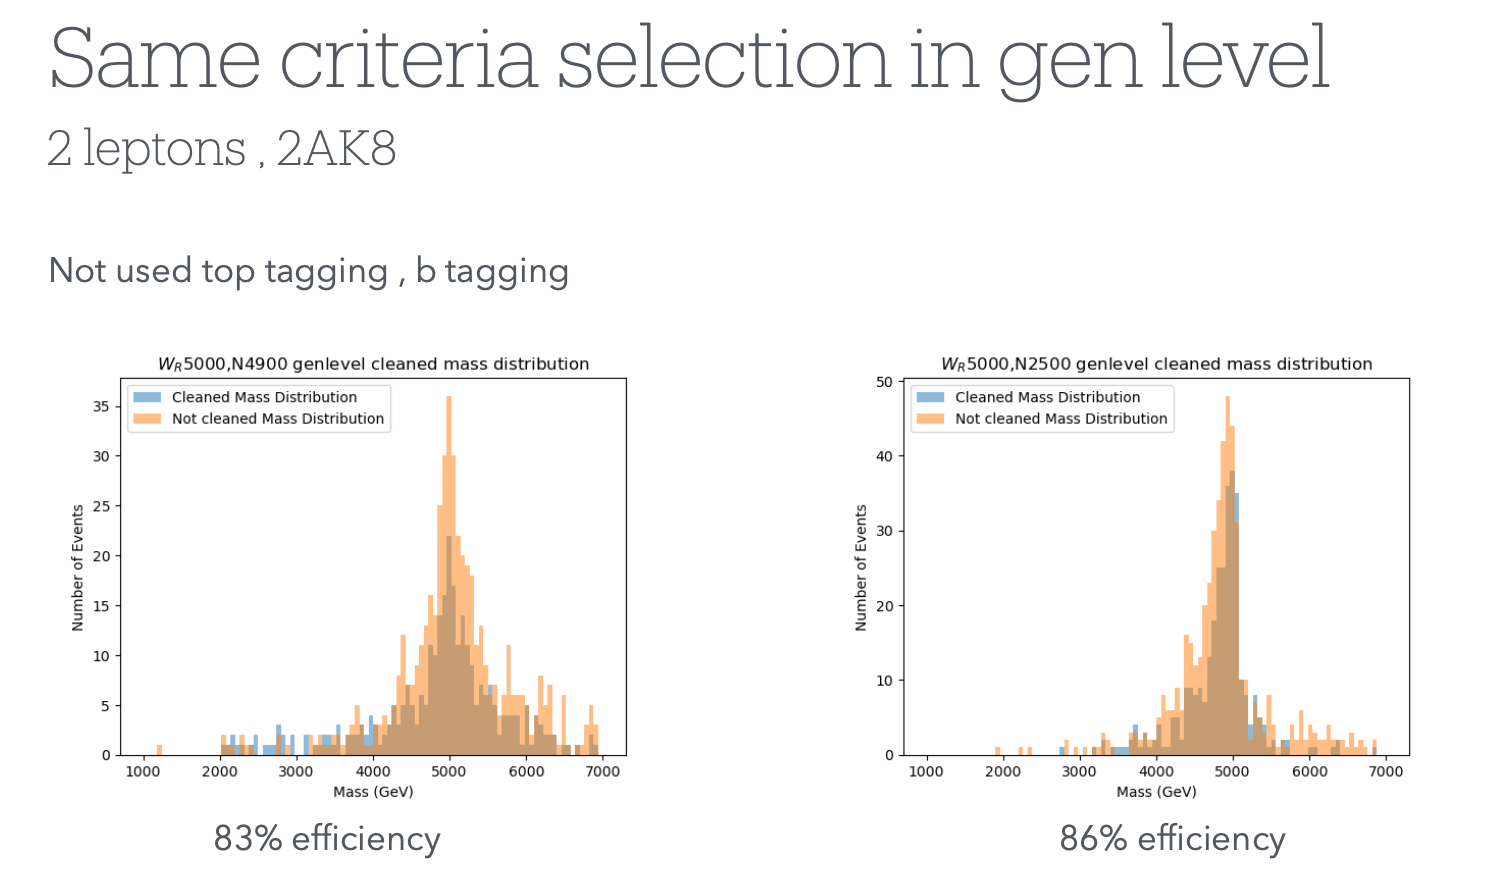 Same criteria selection in gen level
2 leptons , 2AK8
Not used top tagging , b tagging
W_R5000,N4900 genlevel cleaned mass distribution
Cleaned Mass Distribution
Not cleaned Mass Distribution
Number of Events
35
30
25
20
15
10
5
0
1000 2000 3000 4000 5000 6000 7000
Mass (GeV)
83% efficiency
W_R5000,N2500 genlevel cleaned mass distribution
Cleaned Mass Distribution
Not cleaned Mass Distribution
Number of Events
50
40
30
20
10
0
1000 2000 3000 4000 5000 6000 7000
Mass (GeV)
86% efficiency